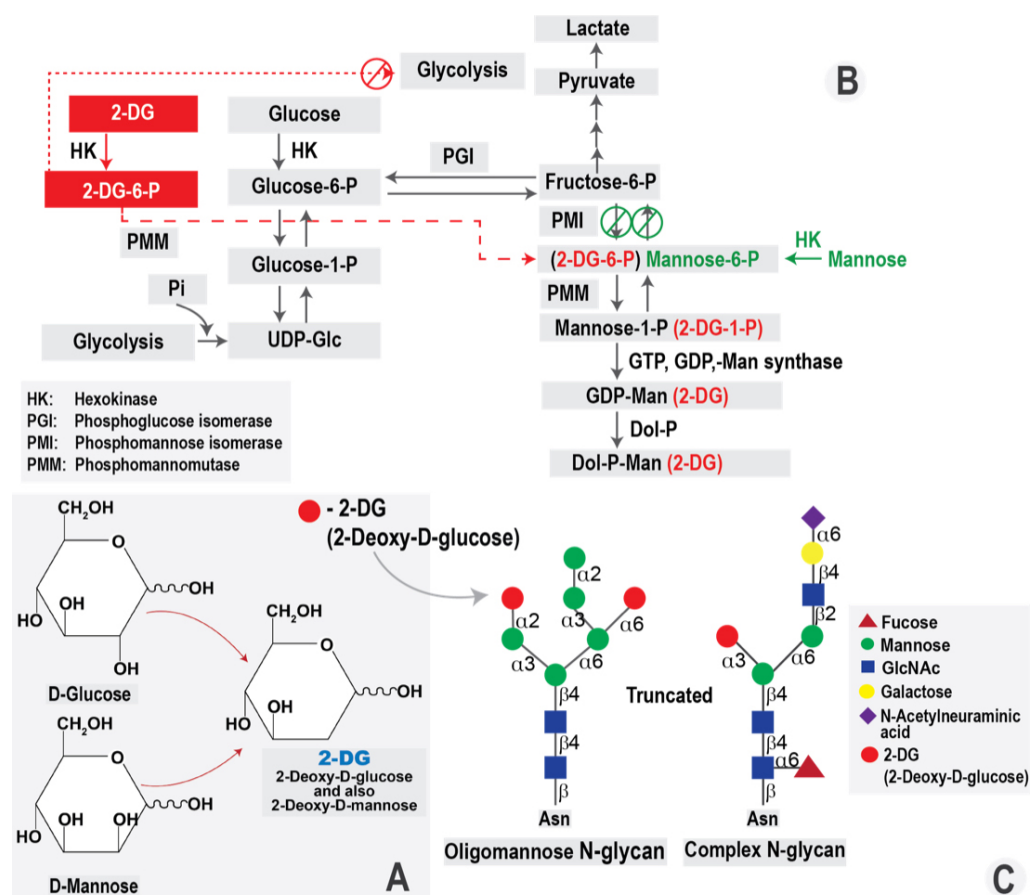 Lactate
Pyruvate
B
Glycolysis
2-DG
HK
2-DG-6-P
Glucose
HK
Glucose-6-P
PGI
Fructose-6-P
PMI
PMM
Glucose-1-P
(2-DG-6-P) Mannose-6-P
HK
Mannose
PMM
Pi
Glycolysis
UDP-Glc
Mannose-1-P (2-DG-1-P)
GTP, GDP,-Man synthase
GDP-Man (2-DG)
Dol-P
Dol-P-Man (2-DG)
HK: Hexokinase
PGI: Phosphoglucose isomerase
PMI: Phosphomannose isomerase
PMM: Phosphomannomutase
CH2OH
O
OH
OH
HO
OH
D-Glucose
CH2OH
O
OH
OH
OH
HO
D-Mannose
CH2OH
O
OH
OH
HO
2-DG
2-Deoxy-D-glucose
and also
2-Deoxy-D-mannose
A
- 2-DG
(2-Deoxy-D-glucose)
α2
α2
α3
α6
α3
α6
β4
β4
β
Asn
Oligomannose N-glycan
Truncated
α6
β4
β2
α3
α6
β4
β4
α6
β
Asn
Complex N-glycan
Fucose
Mannose
GlcNAc
Galactose
N-Acetylneuraminic
acid
2-DG
(2-Deoxy-D-glucose)
C